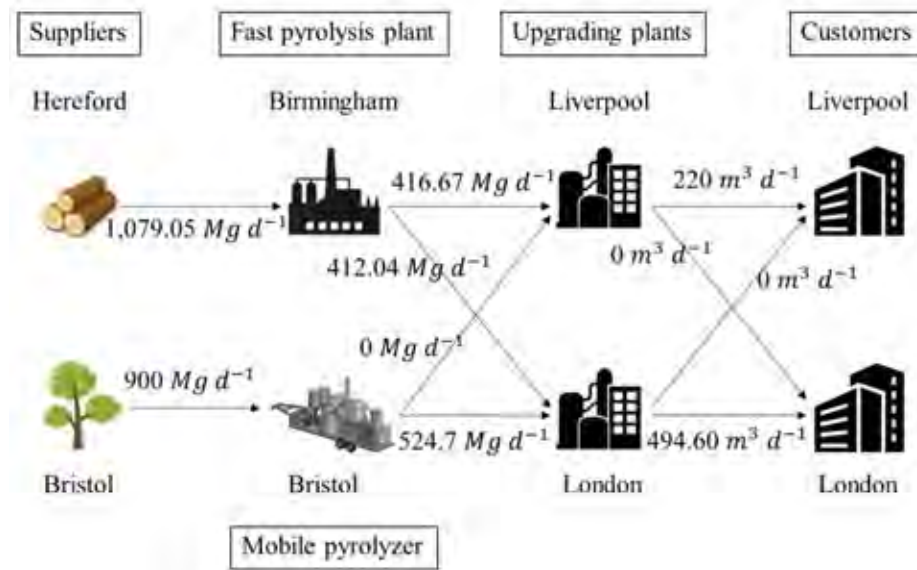 Suppliers Fast pyrolysis plant Upgrading plants Customers
Hereford Birmingham Liverpool Liverpool
416.67 Mg d⁻¹ 220 m³ d⁻¹
1,079.05 Mg d⁻¹
412.04 Mg d⁻¹ 0 m³ d⁻¹ 0 m³ d⁻¹
0 Mg d⁻¹
900 Mg d⁻¹
524.7 Mg d⁻¹ 494.60 m³ d⁻¹
Bristol Bristol London London
Mobile pyrolyzer